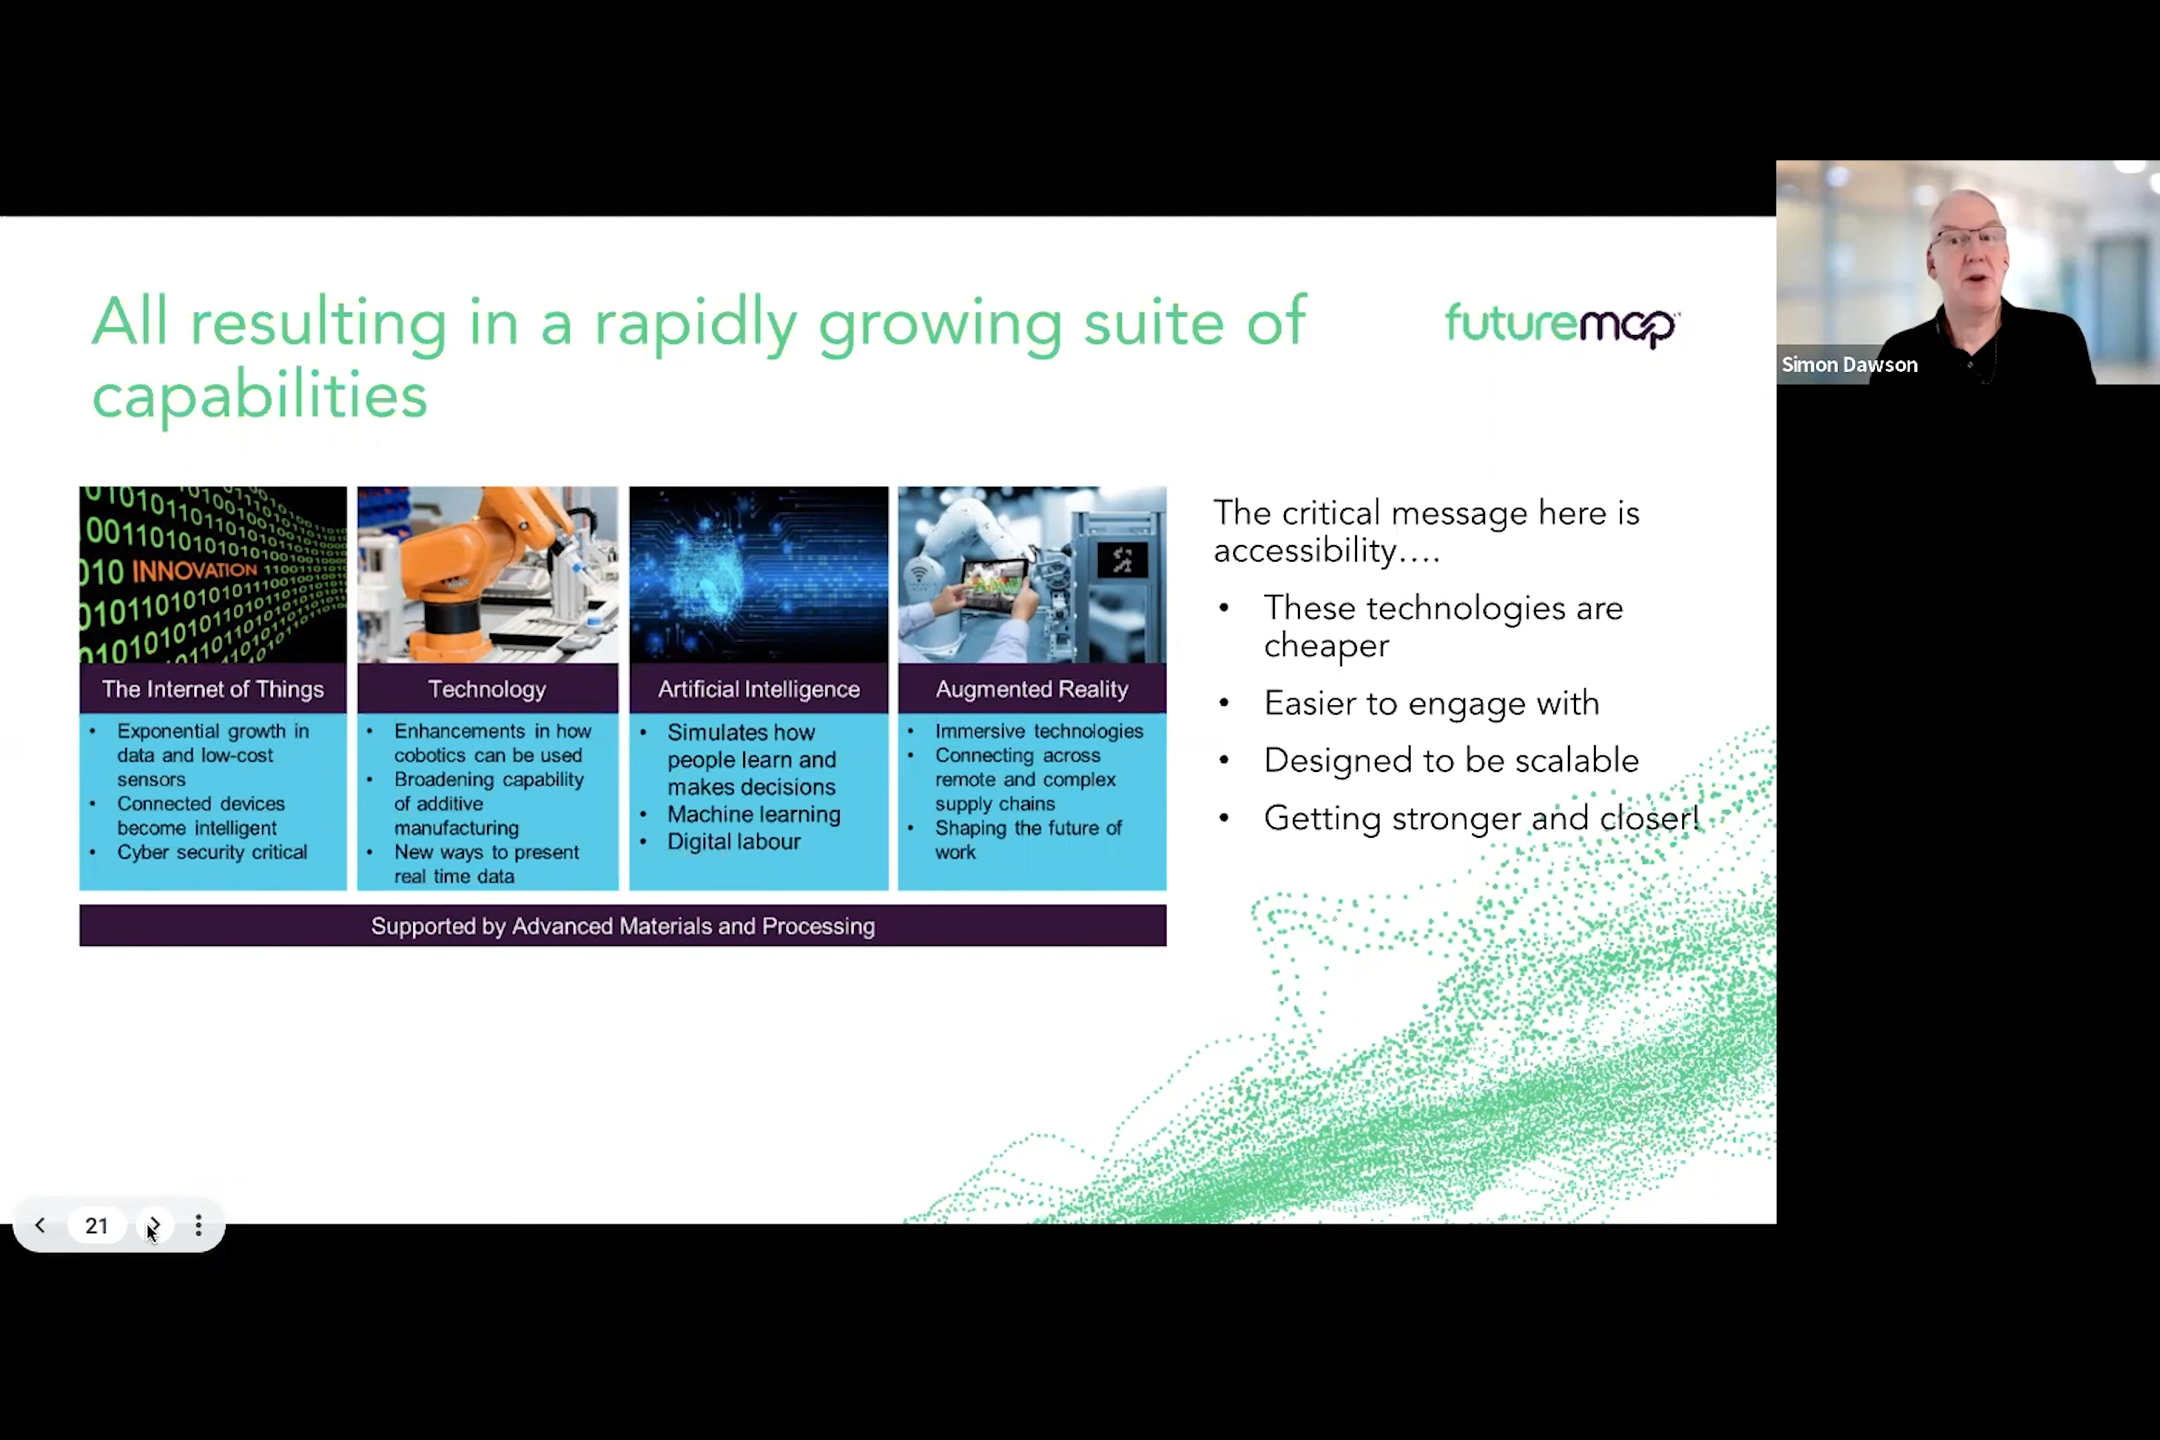 All resulting in a rapidly growing suite of
capabilities
futuremap
Simon Dawson
INNOVATION
The Internet of Things
• Exponential growth in
data and low-cost
sensors
• Connected devices
become intelligent
• Cyber security critical
Technology
• Enhancements in how
cobotics can be used
• Broadening capability
of additive
manufacturing
• New ways to present
real time data
Artificial Intelligence
• Simulates how
people learn and
makes decisions
• Machine learning
• Digital labour
Augmented Reality
• Immersive technologies
• Connecting across
remote and complex
supply chains
• Shaping the future of
work
Supported by Advanced Materials and Processing
The critical message here is
accessibility....
• These technologies are
cheaper
• Easier to engage with
• Designed to be scalable
• Getting stronger and closer!
21